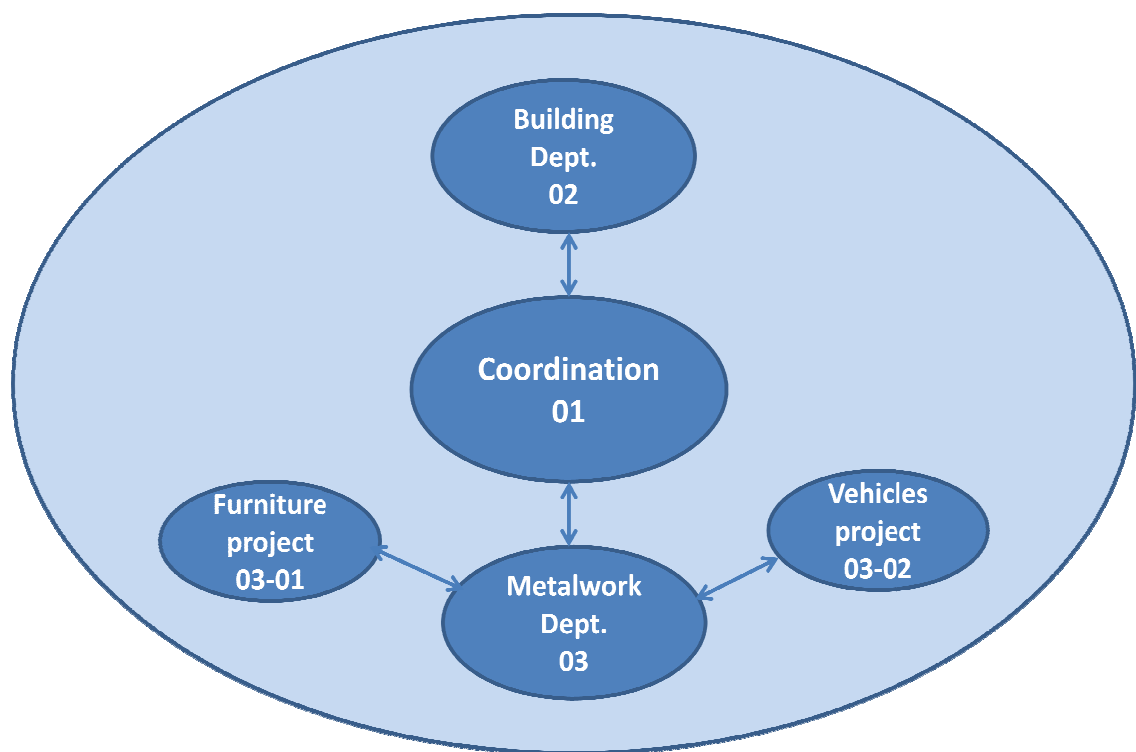 Building
Dept.
02
Coordination
01
Furniture
project
03-01
Vehicles
project
03-02
Metalwork
Dept.
03